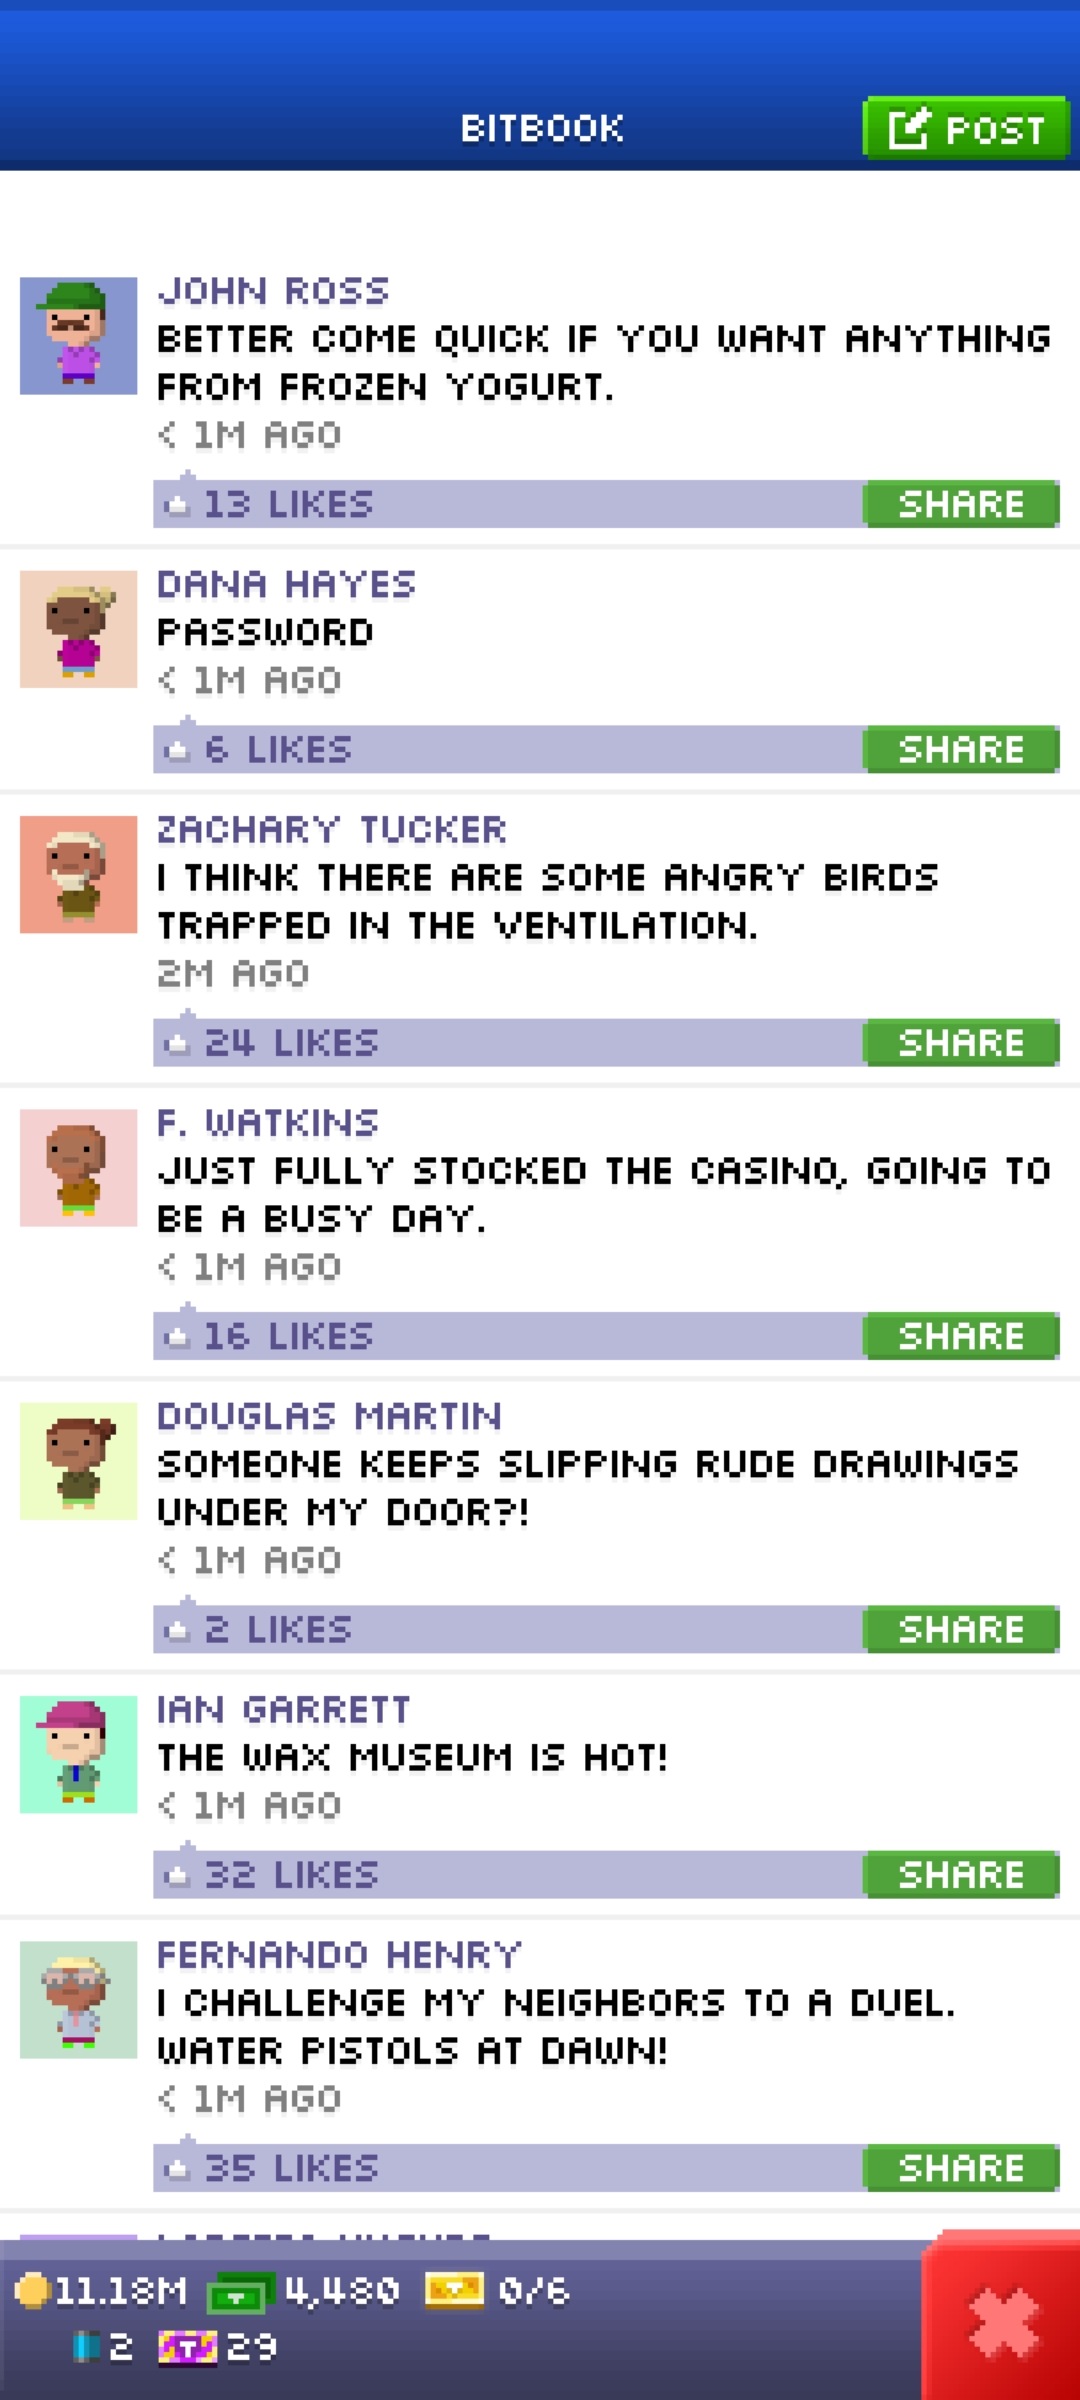 BITBOOK
POST
JOHN ROSS
BETTER COME QUICK IF YOU WANT ANYTHING
FROM FROZEN YOGURT.
< 1M AGO
13 LIKES
SHARE
DANA HAYES
PASSWORD
< 1M AGO
6 LIKES
SHARE
ZACHARY TUCKER
I THINK THERE ARE SOME ANGRY BIRDS
TRAPPED IN THE VENTILATION.
2M AGO
24 LIKES
SHARE
F. WATKINS
JUST FULLY STOCKED THE CASINO, GOING TO
BE A BUSY DAY.
< 1M AGO
16 LIKES
SHARE
DOUGLAS MARTIN
SOMEONE KEEPS SLIPPING RUDE DRAWINGS
UNDER MY DOOR?!
< 1M AGO
2 LIKES
SHARE
IAN GARRETT
THE WAX MUSEUM IS HOT!
< 1M AGO
32 LIKES
SHARE
FERNANDO HENRY
I CHALLENGE MY NEIGHBORS TO A DUEL.
WATER PISTOLS AT DAWN!
< 1M AGO
35 LIKES
SHARE
11.18M 4,480 0/6
2 T 29